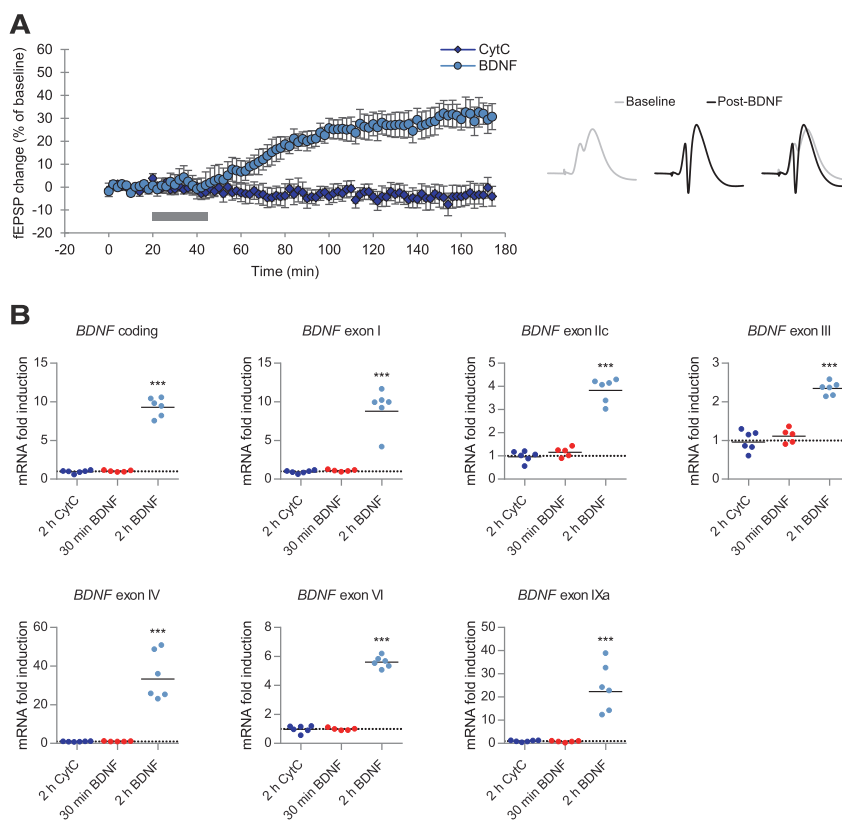 A
CytC
BDNF
60
50
40
30
20
10
0
-10
-20
fEPSP change (% of baseline)
-20 0 20 40 60 80 100 120 140 160 180
Time (min)
Baseline Post-BDNF
B
BDNF coding
mRNA fold induction
15
10
5
0
***
2 h CytC
30 min BDNF
2 h BDNF
BDNF exon I
mRNA fold induction
15
10
5
0
***
2 h CytC
30 min BDNF
2 h BDNF
BDNF exon IIc
mRNA fold induction
5
4
3
2
1
0
***
2 h CytC
30 min BDNF
2 h BDNF
BDNF exon III
mRNA fold induction
3
2
1
0
***
2 h CytC
30 min BDNF
2 h BDNF
BDNF exon IV
mRNA fold induction
60
40
20
0
***
2 h CytC
30 min BDNF
2 h BDNF
BDNF exon VI
mRNA fold induction
8
6
4
2
0
***
2 h CytC
30 min BDNF
2 h BDNF
BDNF exon IXa
mRNA fold induction
50
40
30
20
10
0
***
2 h CytC
30 min BDNF
2 h BDNF